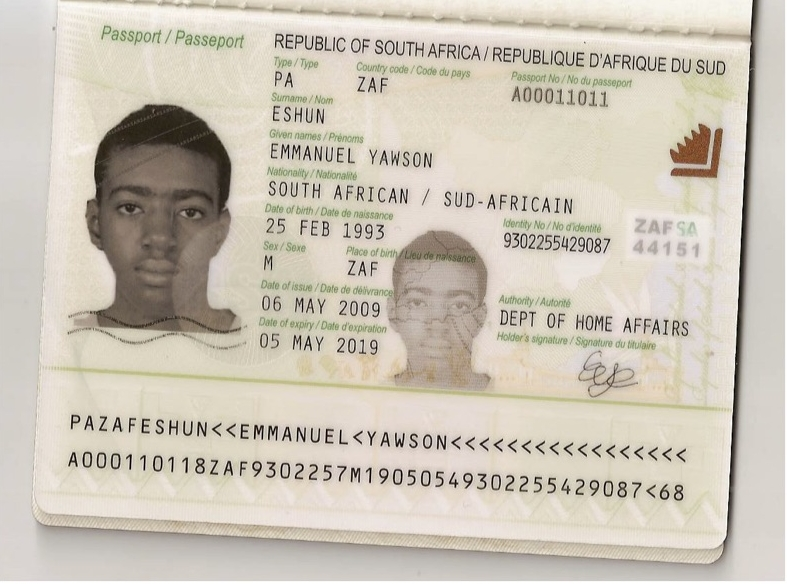 Passport / Passeport
REPUBLIC OF SOUTH AFRICA / REPUBLIQUE D'AFRIQUE DU SUD
Type / Type
Country code / Code du pays
Passport No / No du passeport
PA
ZAF
A00011011
Surname / Nom
ESHUN
Given names / Prénoms
EMMANUEL YAWSON
Nationality / Nationalité
SOUTH AFRICAN / SUD-AFRICAIN
Date of birth / Date de naissance
Identity No / No d'identité
25 FEB 1993
9302255429087
ZAFSA
44151
Sex / Sexe
Place of birth / Lieu de naissance
M
ZAF
Date of issue / Date de délivrance
Authority / Autorité
06 MAY 2009
DEPT OF HOME AFFAIRS
Date of expiry / Date d'expiration
Holder's signature / Signature du titulaire
05 MAY 2019
PAZAFESHUN<<EMMANUEL<YAWSON<<<<<<<<<<<<<<<<<
A000110118ZAF9302257M19050549302255429087<68